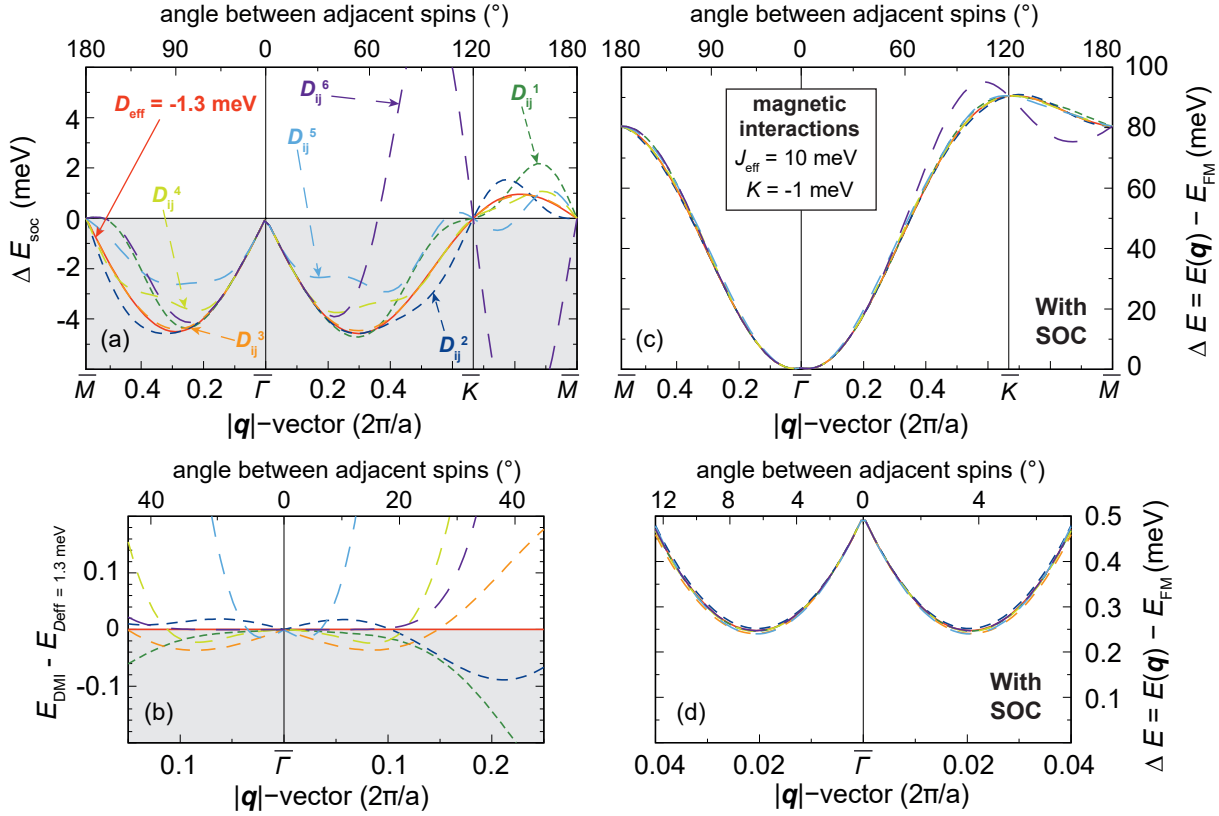 angle between adjacent spins (°)
180 90 0 60 120 180
Δ E_soc (meV)
4
2
0
-2
-4
D_eff = -1.3 meV
D_ij^6
D_ij^1
D_ij^5
D_ij^4
D_ij^3
D_ij^2
(a)
M̅ 0.4 0.2 Γ̅ 0.2 0.4 K̅ M̅
|q|−vector (2π/a)
angle between adjacent spins (°)
180 90 0 60 120 180
magnetic
interactions
J_eff = 10 meV
K = -1 meV
With
SOC
(c)
100
80
60
40
20
0
Δ E = E(q) − E_FM (meV)
M̅ 0.4 0.2 Γ̅ 0.2 0.4 K̅ M̅
|q|−vector (2π/a)
angle between adjacent spins (°)
40 20 0 20 40
E_DMI - E_Deff = 1.3 meV
0.1
0
-0.1
(b)
0.1 Γ̅ 0.1 0.2
|q|−vector (2π/a)
angle between adjacent spins (°)
12 8 4 0 4
With
SOC
(d)
0.5
0.4
0.3
0.2
0.1
Δ E = E(q) − E_FM (meV)
0.04 0.02 Γ̅ 0.02 0.04
|q|−vector (2π/a)